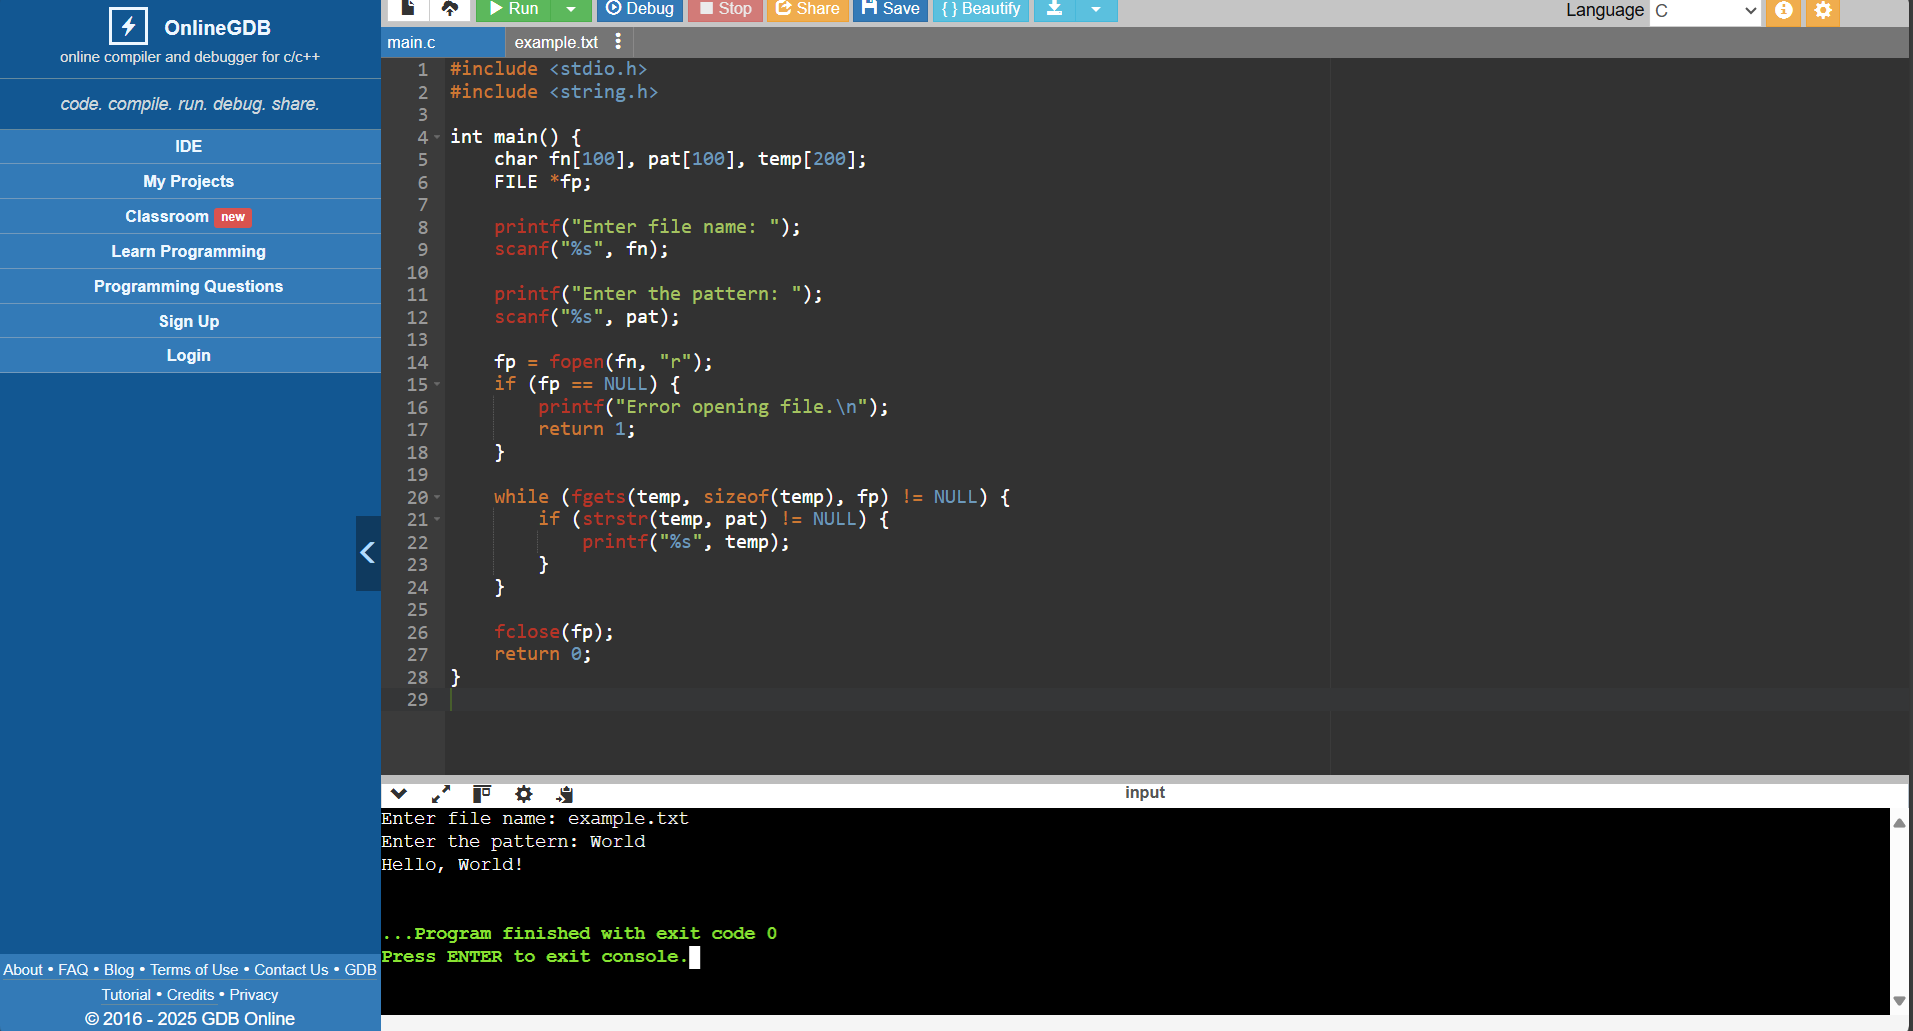 OnlineGDB
online compiler and debugger for c/c++
code. compile. run. debug. share.
IDE
My Projects
Classroom new
Learn Programming
Programming Questions
Sign Up
Login
About • FAQ • Blog • Terms of Use • Contact Us • GDB
Tutorial • Credits • Privacy
© 2016 - 2025 GDB Online
Run Debug Stop Share Save { } Beautify
Language C
main.c example.txt
1 #include <stdio.h>
2 #include <string.h>
3
4 int main() {
5     char fn[100], pat[100], temp[200];
6     FILE *fp;
7
8     printf("Enter file name: ");
9     scanf("%s", fn);
10
11     printf("Enter the pattern: ");
12     scanf("%s", pat);
13
14     fp = fopen(fn, "r");
15     if (fp == NULL) {
16         printf("Error opening file.\n");
17         return 1;
18     }
19
20     while (fgets(temp, sizeof(temp), fp) != NULL) {
21         if (strstr(temp, pat) != NULL) {
22             printf("%s", temp);
23         }
24     }
25
26     fclose(fp);
27     return 0;
28 }
29
input
Enter file name: example.txt
Enter the pattern: World
Hello, World!
...Program finished with exit code 0
Press ENTER to exit console.